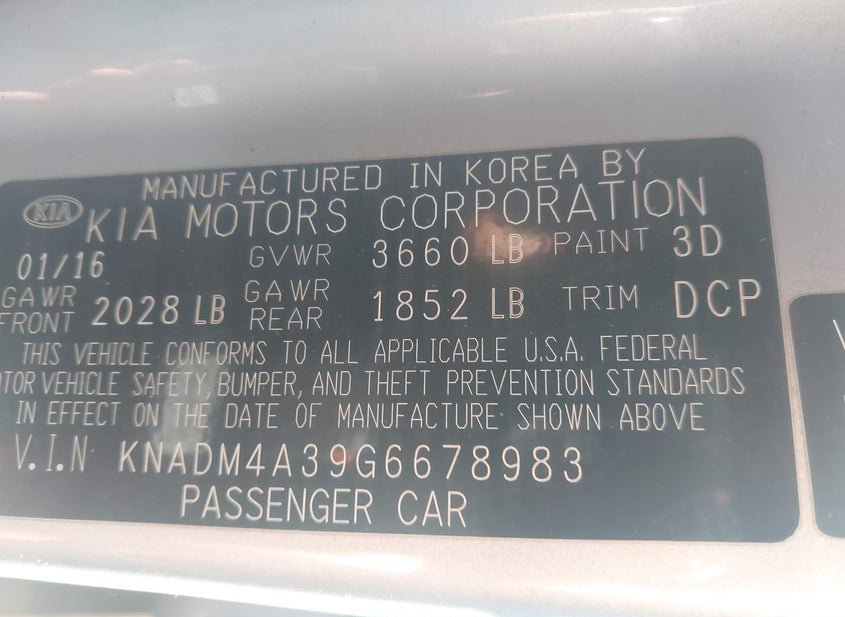 MANUFACTURED IN KOREA BY
KIA KIA MOTORS CORPORATION
01/16 GVWR 3660 LB PAINT 3D
GAWR FRONT 2028 LB GAWR REAR 1852 LB TRIM DCP
THIS VEHICLE CONFORMS TO ALL APPLICABLE U.S.A. FEDERAL
OTOR VEHICLE SAFETY, BUMPER, AND THEFT PREVENTION STANDARDS
IN EFFECT ON THE DATE OF MANUFACTURE SHOWN ABOVE
V.I.N KNADM4A39G6678983
PASSENGER CAR